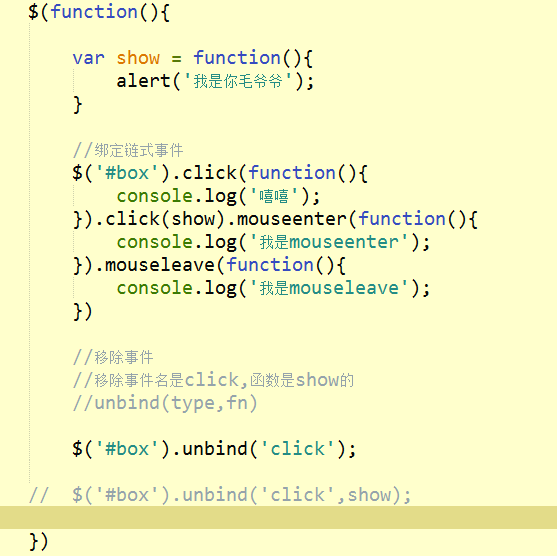 $(function(){
var show = function(){
alert('我是你毛爷爷');
}
//绑定链式事件
$('#box').click(function(){
console.log('嘻嘻');
}).click(show).mouseenter(function(){
console.log('我是mouseenter');
}).mouseleave(function(){
console.log('我是mouseleave');
})
//移除事件
//移除事件名是click,函数是show的
//unbind(type,fn)
$('#box').unbind('click');
// $('#box').unbind('click',show);
})